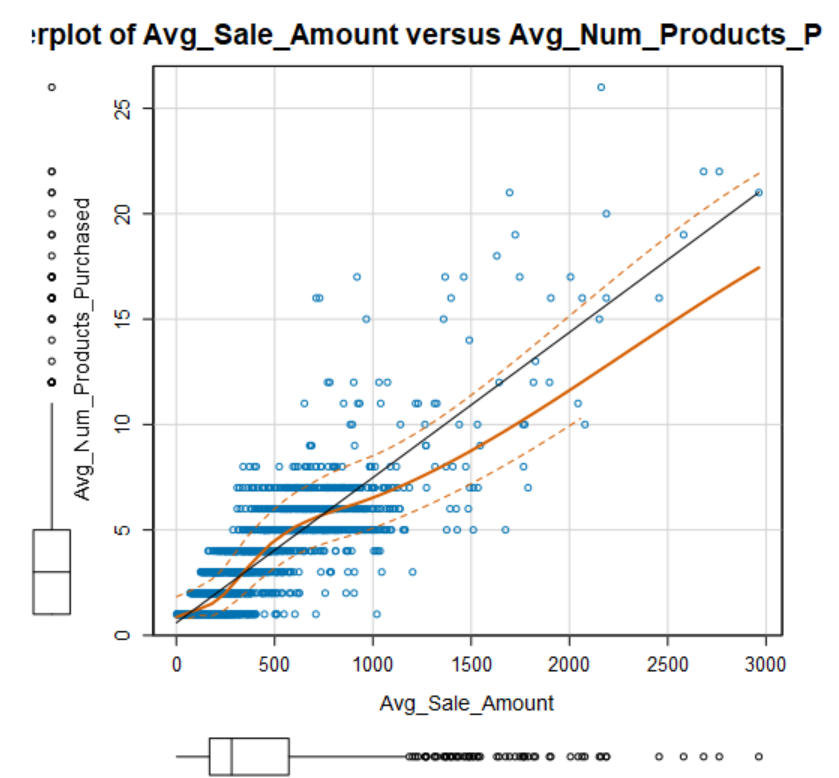 erplot of Avg_Sale_Amount versus Avg_Num_Products_P
Avg_Num_Products_Purchased
25
20
15
10
5
0
0 500 1000 1500 2000 2500 3000
Avg_Sale_Amount